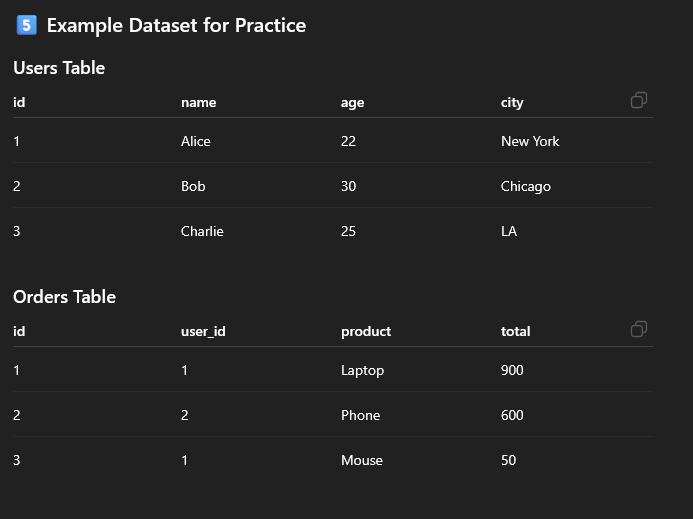 5 Example Dataset for Practice
Users Table
id name age city
1 Alice 22 New York
2 Bob 30 Chicago
3 Charlie 25 LA
Orders Table
id user_id product total
1 1 Laptop 900
2 2 Phone 600
3 1 Mouse 50